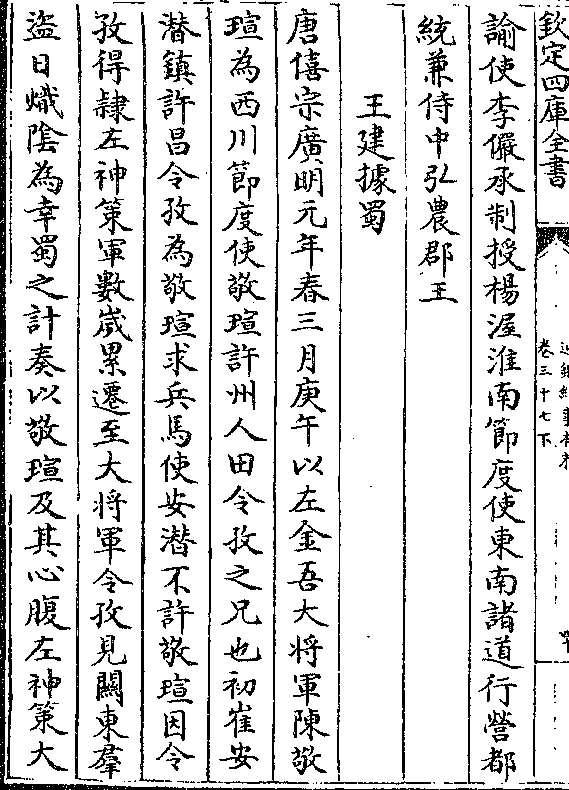 欽定四庫全書
卷三十七下
諭使李儼承制授楊渥淮南節度使東南諸道行營都
統兼侍中弘農郡王
王建據蜀
唐僖宗廣明元年春三月庚午以左金吾大将軍陳敬
瑄為西川節度使敬瑄許州人田令孜之兄也初崔安
潜鎮許昌令孜為敬瑄求兵馬使安潜不許敬瑄因令
孜得隷左神策軍數嵗累遷至大将軍令孜見關東羣
盜日熾隂為幸蜀之計奏以敬瑄及其心腹左神策大